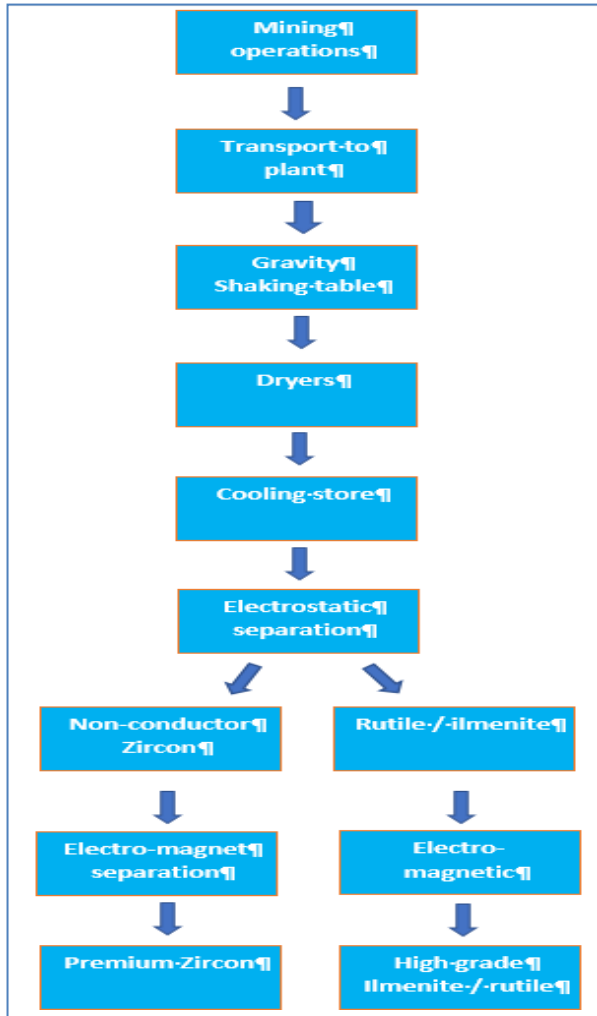 Mining¶
operations¶
Transport·to¶
plant¶
Gravity¶
Shaking·table¶
Dryers¶
Cooling·store¶
Electrostatic¶
separation¶
Non-conductor¶
Zircon¶
Rutile·/·ilmenite¶
Electro-magnet¶
separation¶
Electro-
magnetic¶
Premium·Zircon¶
High-grade¶
Ilmenite·/·rutile¶